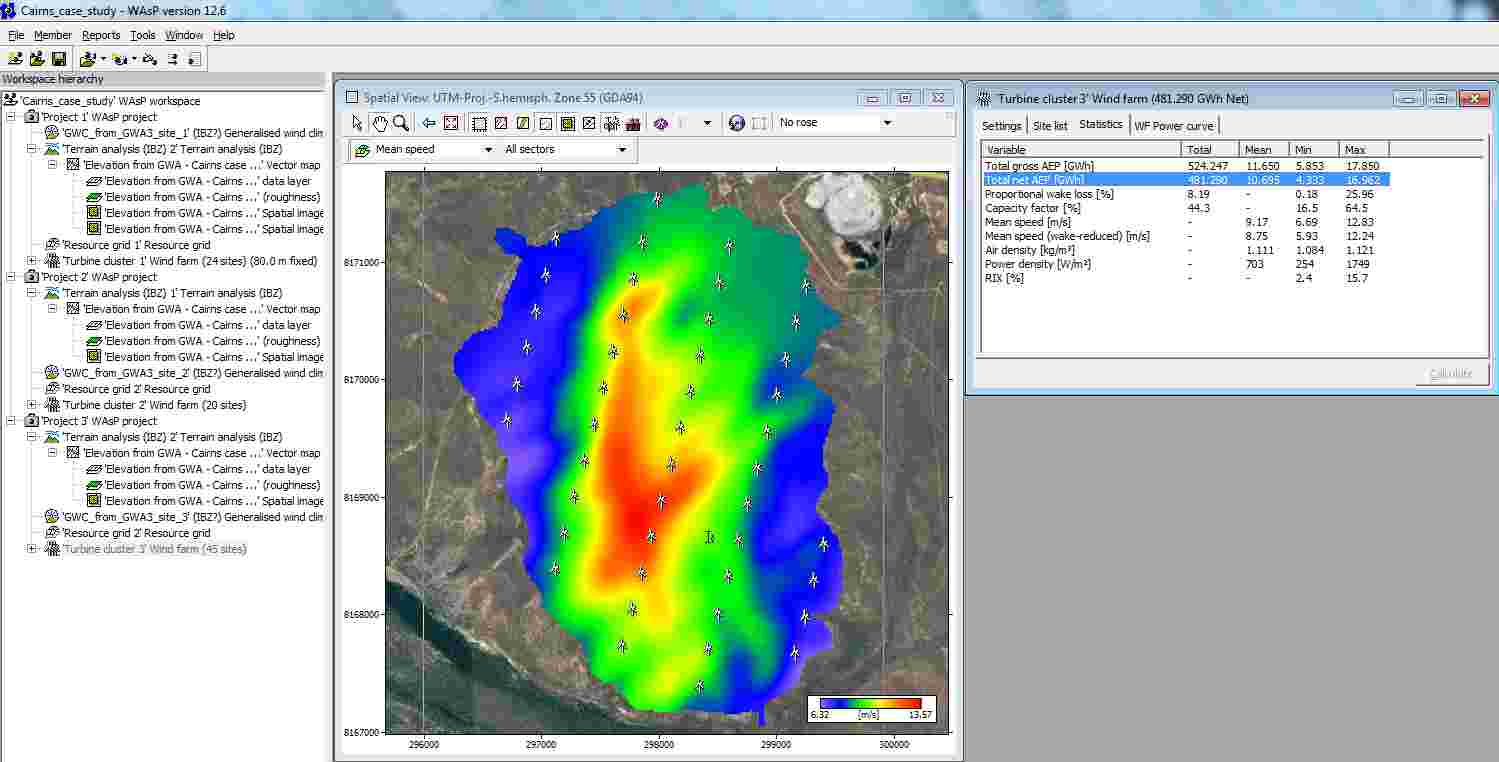 Cairns_case_study - WAsP version 12.6
File Member Reports Tools Window Help
Workspace hierarchy
'Cairns_case_study' WAsP workspace
'Project 1' WAsP project
'GWC_from_GWA3_site_1' (IBZ?) Generalised wind clin
'Terrain analysis (IBZ) 2' Terrain analysis (IBZ)
'Elevation from GWA - Cairns case ...' Vector map
'Elevation from GWA - Cairns ...' data layer
'Elevation from GWA - Cairns ...' (roughness)
'Elevation from GWA - Cairns ...' Spatial image
'Elevation from GWA - Cairns ...' Spatial image
'Resource grid 1' Resource grid
'Turbine cluster 1' Wind farm (24 sites) (80.0 m fixed)
'Project 2' WAsP project
'Terrain analysis (IBZ) 1' Terrain analysis (IBZ)
'Elevation from GWA - Cairns case ...' Vector map
'Elevation from GWA - Cairns ...' data layer
'Elevation from GWA - Cairns ...' (roughness)
'Elevation from GWA - Cairns ...' Spatial image
'GWC_from_GWA3_site_2' (IBZ?) Generalised wind clin
'Resource grid 2' Resource grid
'Turbine cluster 2' Wind farm (20 sites)
'Project 3' WAsP project
'Terrain analysis (IBZ) 2' Terrain analysis (IBZ)
'Elevation from GWA - Cairns case ...' Vector map
'Elevation from GWA - Cairns ...' data layer
'Elevation from GWA - Cairns ...' (roughness)
'Elevation from GWA - Cairns ...' Spatial image
'GWC_from_GWA3_site_3' (IBZ?) Generalised wind clin
'Resource grid 2' Resource grid
'Turbine cluster 3' Wind farm (45 sites)
Spatial View: UTM-Proj.-S.hemisph. Zone 55 (GDA94)
No rose
Mean speed All sectors
8171000
8170000
8169000
8168000
8167000
296000 297000 298000 299000 300000
6.32 [m/s] 13.57
'Turbine cluster 3' Wind farm (481.290 GWh Net)
Settings Site list Statistics WF Power curve
Variable Total Mean Min Max
Total gross AEP [GWh] 524.247 11.650 5.853 17.850
Total net AEP [GWh] 481.290 10.695 4.333 16.962
Proportional wake loss [%] 8.19 - 0.18 25.96
Capacity factor [%] 44.3 - 16.5 64.5
Mean speed [m/s] - 9.17 6.69 12.83
Mean speed (wake-reduced) [m/s] - 8.75 5.93 12.24
Air density [kg/m³] - 1.111 1.084 1.121
Power density [W/m²] - 703 254 1749
RIX [%] - - 2.4 15.7
Calculate